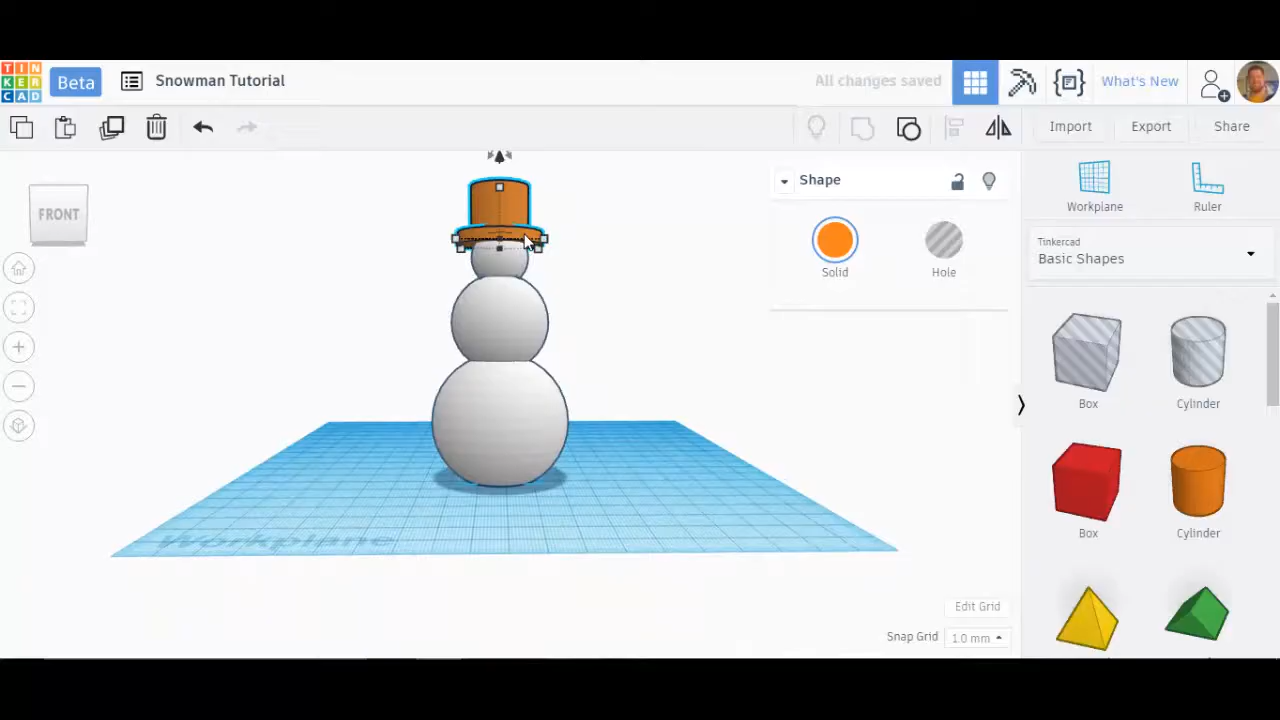 TIN
KER
CAD
Beta
Snowman Tutorial
All changes saved
What's New
Import
Export
Share
FRONT
Shape
Solid
Hole
Workplane
Ruler
Tinkercad
Basic Shapes
Box
Cylinder
Box
Cylinder
Workplane
Edit Grid
Snap Grid
1.0 mm